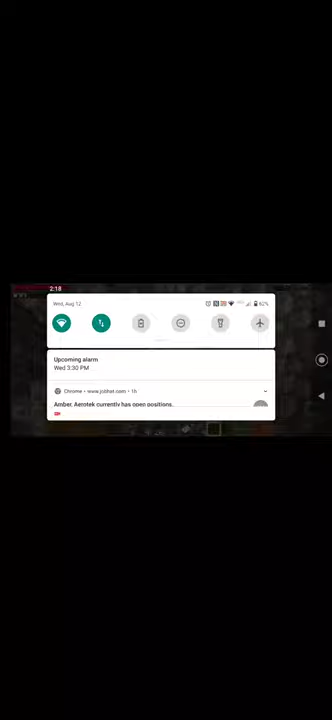 2:18
Wed, Aug 12
62%
Upcoming alarm
Wed 3:30 PM
Chrome • www.jobhat.com • 1h
Amber, Aerotek currently has open positions.